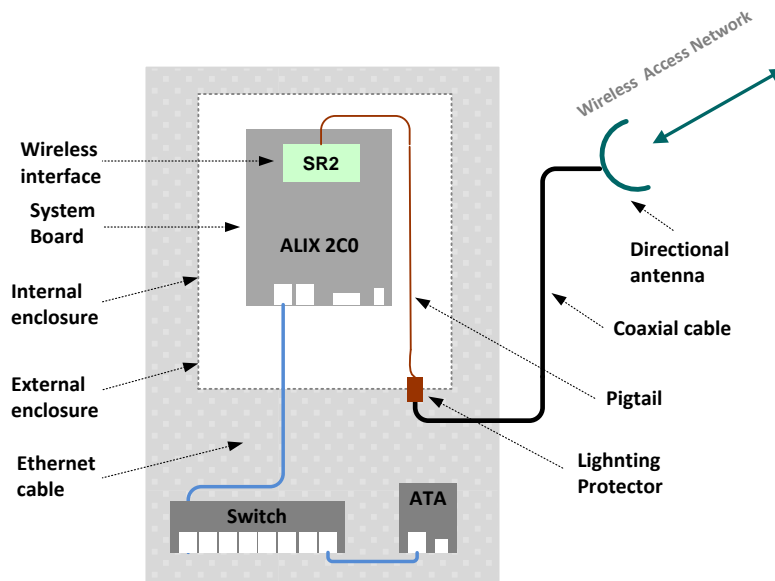 Wireless Access Network
Wireless
interface
SR2
System
Board
ALIX 2C0
Directional
antenna
Internal
enclosure
Coaxial cable
External
enclosure
Pigtail
Ethernet
cable
Lighnting
Protector
Switch
ATA